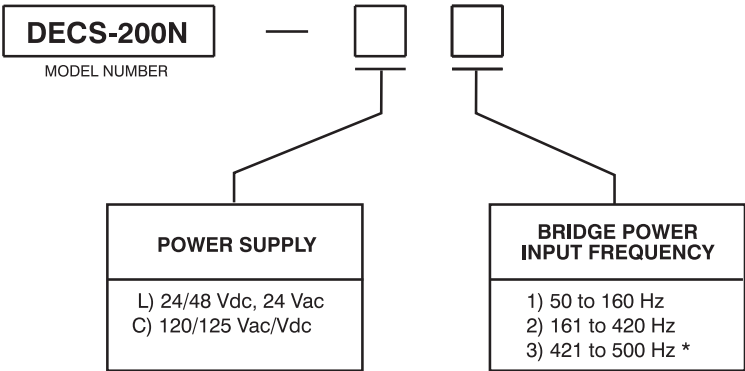 DECS-200N —
MODEL NUMBER
POWER SUPPLY
L) 24/48 Vdc, 24 Vac
C) 120/125 Vac/Vdc
BRIDGE POWER
INPUT FREQUENCY
1) 50 to 160 Hz
2) 161 to 420 Hz
3) 421 to 500 Hz *